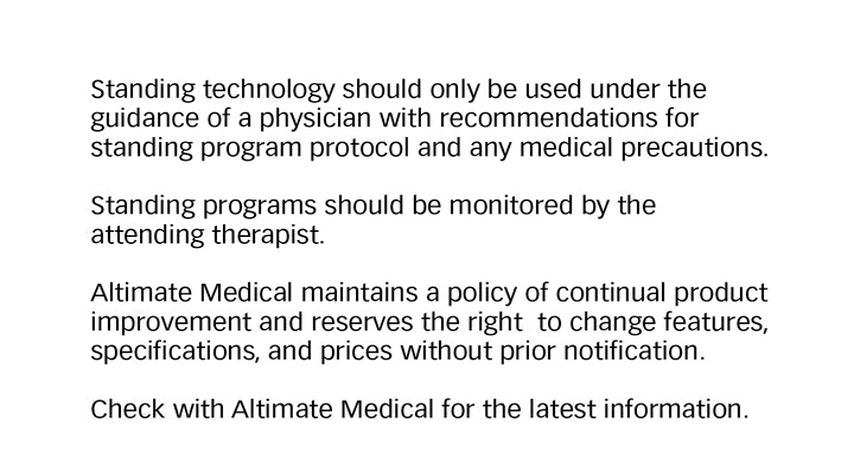 Standing technology should only be used under the
guidance of a physician with recommendations for
standing program protocol and any medical precautions.
Standing programs should be monitored by the
attending therapist.
Altimate Medical maintains a policy of continual product
improvement and reserves the right  to change features,
specifications, and prices without prior notification.
Check with Altimate Medical for the latest information.